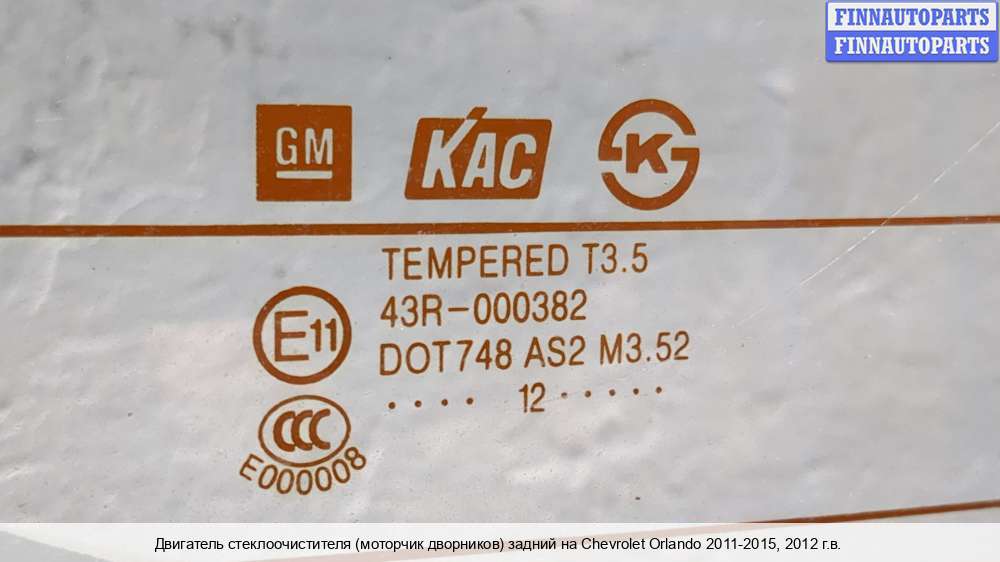 FINNAUTOPARTS
FINNAUTOPARTS
GM KAC K
TEMPERED T3.5
43R-000382
E11
DOT748 AS2 M3.52
· · · · 12 · · · · ·
CCC
E000008
Двигатель стеклоочистителя (моторчик дворников) задний на Chevrolet Orlando 2011-2015, 2012 г.в.